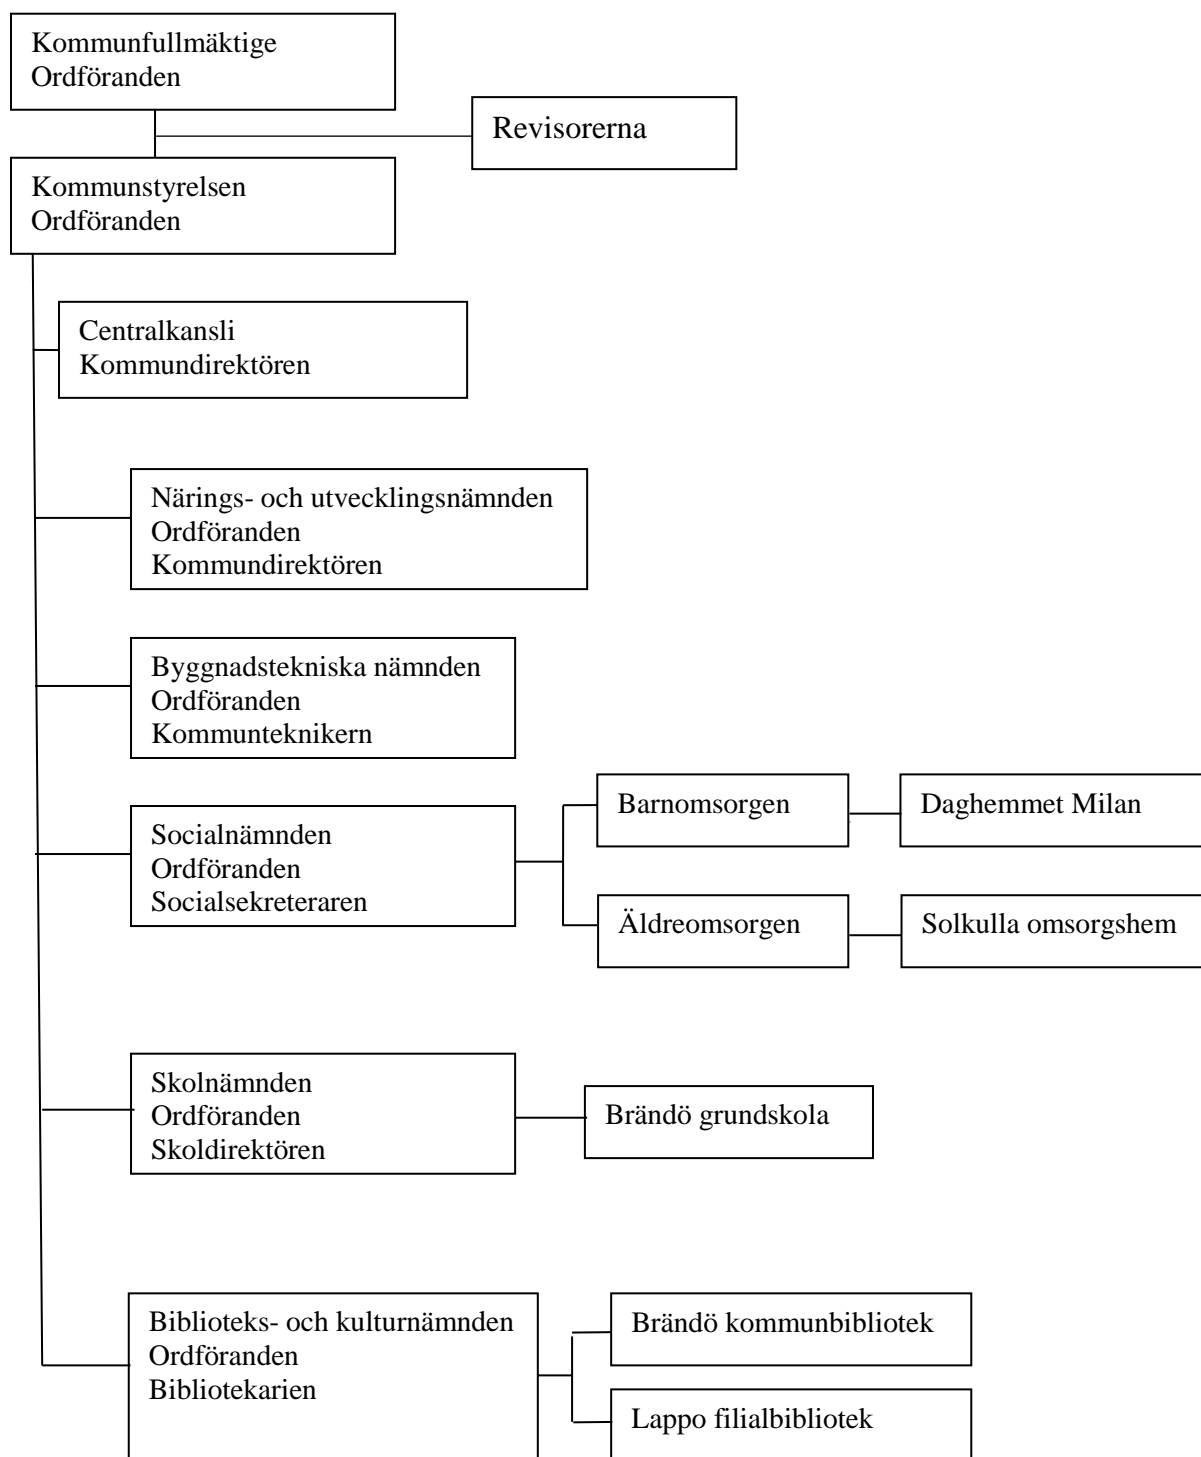 Kommunfullmäktige
Ordföranden
Revisorerna
Kommunstyrelsen
Ordföranden
Centralkansli
Kommundirektören
Närings- och utvecklingsnämnden
Ordföranden
Kommundirektören
Byggnadstekniska nämnden
Ordföranden
Kommunteknikern
Barnomsorgen
Daghemmet Milan
Socialnämnden
Ordföranden
Socialsekreteraren
Äldreomsorgen
Solkulla omsorgshem
Skolnämnden
Ordföranden
Skoldirektören
Brändö grundskola
Biblioteks- och kulturnämnden
Ordföranden
Bibliotekarien
Brändö kommunbibliotek
Lappo filialbibliotek